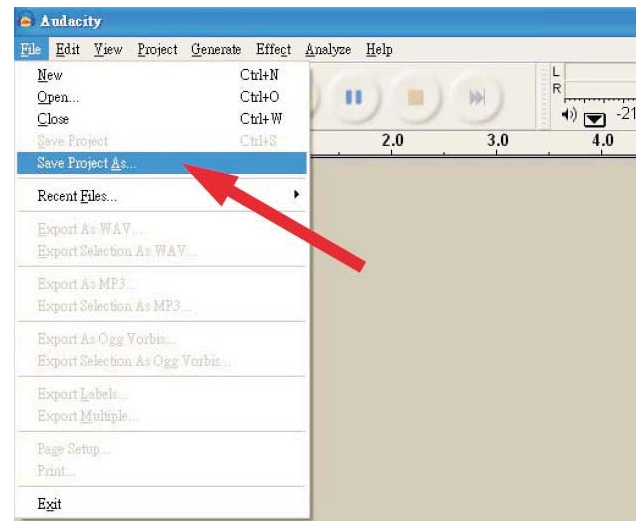 Audacity
File Edit View Project Generate Effect Analyze Help
New Ctrl+N
Open... Ctrl+O
Close Ctrl+W
Save Project Ctrl+S
Save Project As...
Recent Files...
Export As WAV...
Export Selection As WAV...
Export As MP3...
Export Selection As MP3...
Export As Ogg Vorbis...
Export Selection As Ogg Vorbis...
Export Labels...
Export Multiple...
Page Setup...
Print...
Exit
L
R
-21
2.0 3.0 4.0